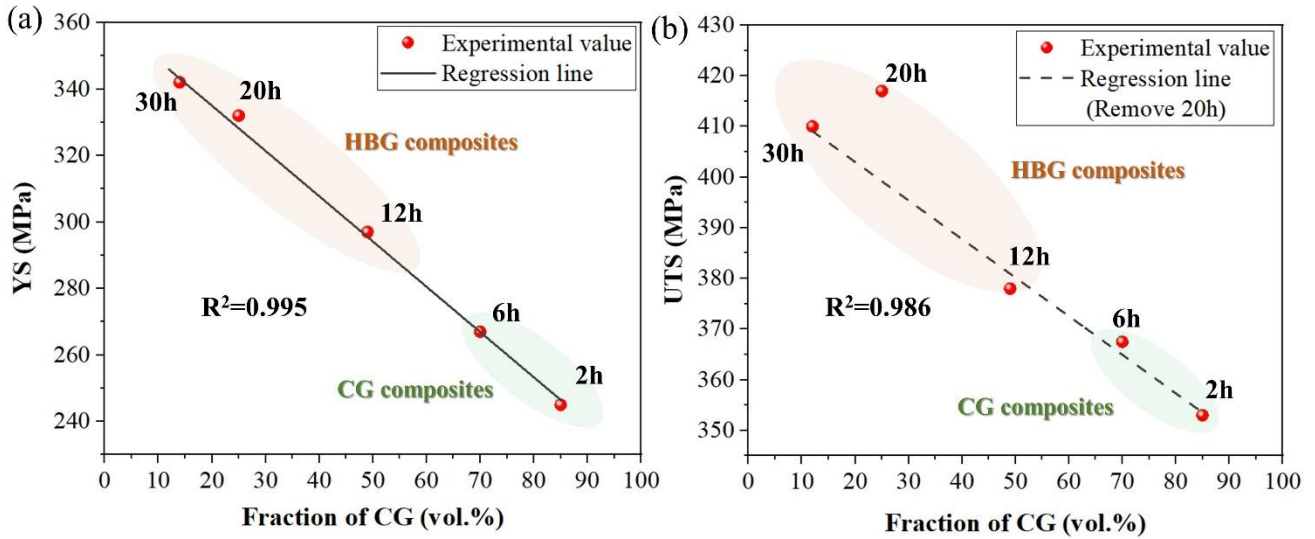 (a)
360
340
320
300
280
260
240
YS (MPa)
Experimental value
Regression line
30h
20h
HBG composites
12h
R²=0.995
6h
CG composites
2h
0 10 20 30 40 50 60 70 80 90 100
Fraction of CG (vol.%)
(b)
430
420
410
400
390
380
370
360
350
UTS (MPa)
Experimental value
Regression line
(Remove 20h)
20h
30h
HBG composites
12h
R²=0.986
6h
CG composites
2h
0 10 20 30 40 50 60 70 80 90 100
Fraction of CG (vol.%)